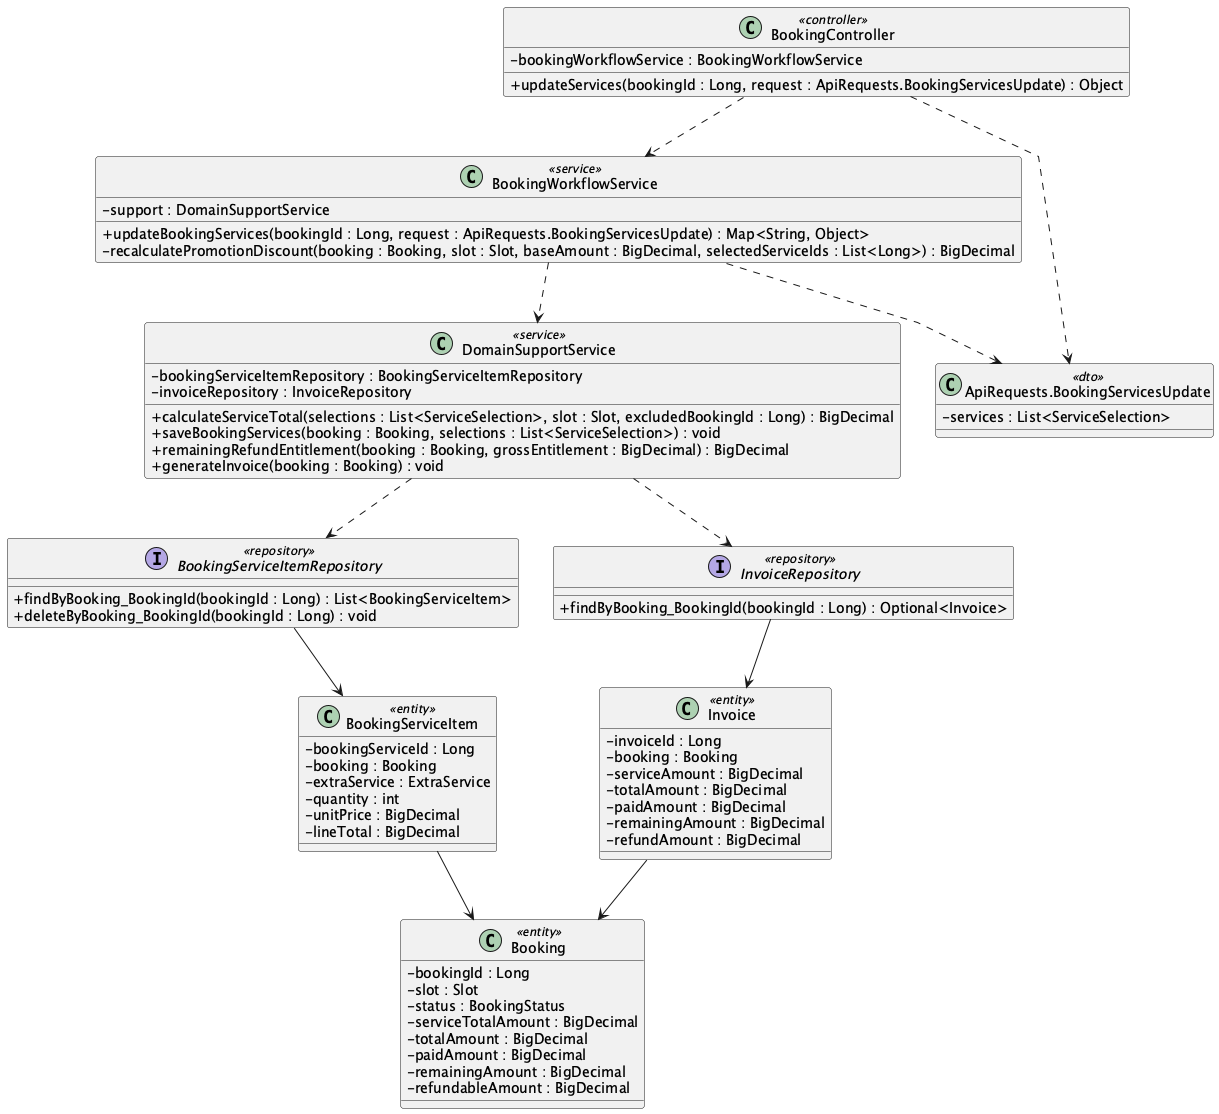 C
«controller»
BookingController
-bookingWorkflowService : BookingWorkflowService
+updateServices(bookingId : Long, request : ApiRequests.BookingServicesUpdate) : Object
C
«service»
BookingWorkflowService
-support : DomainSupportService
+updateBookingServices(bookingId : Long, request : ApiRequests.BookingServicesUpdate) : Map<String, Object>
-recalculatePromotionDiscount(booking : Booking, slot : Slot, baseAmount : BigDecimal, selectedServiceIds : List<Long>) : BigDecimal
C
«service»
DomainSupportService
-bookingServiceItemRepository : BookingServiceItemRepository
-invoiceRepository : InvoiceRepository
+calculateServiceTotal(selections : List<ServiceSelection>, slot : Slot, excludedBookingId : Long) : BigDecimal
+saveBookingServices(booking : Booking, selections : List<ServiceSelection>) : void
+remainingRefundEntitlement(booking : Booking, grossEntitlement : BigDecimal) : BigDecimal
+generateInvoice(booking : Booking) : void
C
«dto»
ApiRequests.BookingServicesUpdate
-services : List<ServiceSelection>
I
«repository»
BookingServiceItemRepository
+findByBooking_BookingId(bookingId : Long) : List<BookingServiceItem>
+deleteByBooking_BookingId(bookingId : Long) : void
I
«repository»
InvoiceRepository
+findByBooking_BookingId(bookingId : Long) : Optional<Invoice>
C
«entity»
BookingServiceItem
-bookingServiceId : Long
-booking : Booking
-extraService : ExtraService
-quantity : int
-unitPrice : BigDecimal
-lineTotal : BigDecimal
C
«entity»
Invoice
-invoiceId : Long
-booking : Booking
-serviceAmount : BigDecimal
-totalAmount : BigDecimal
-paidAmount : BigDecimal
-remainingAmount : BigDecimal
-refundAmount : BigDecimal
C
«entity»
Booking
-bookingId : Long
-slot : Slot
-status : BookingStatus
-serviceTotalAmount : BigDecimal
-totalAmount : BigDecimal
-paidAmount : BigDecimal
-remainingAmount : BigDecimal
-refundableAmount : BigDecimal